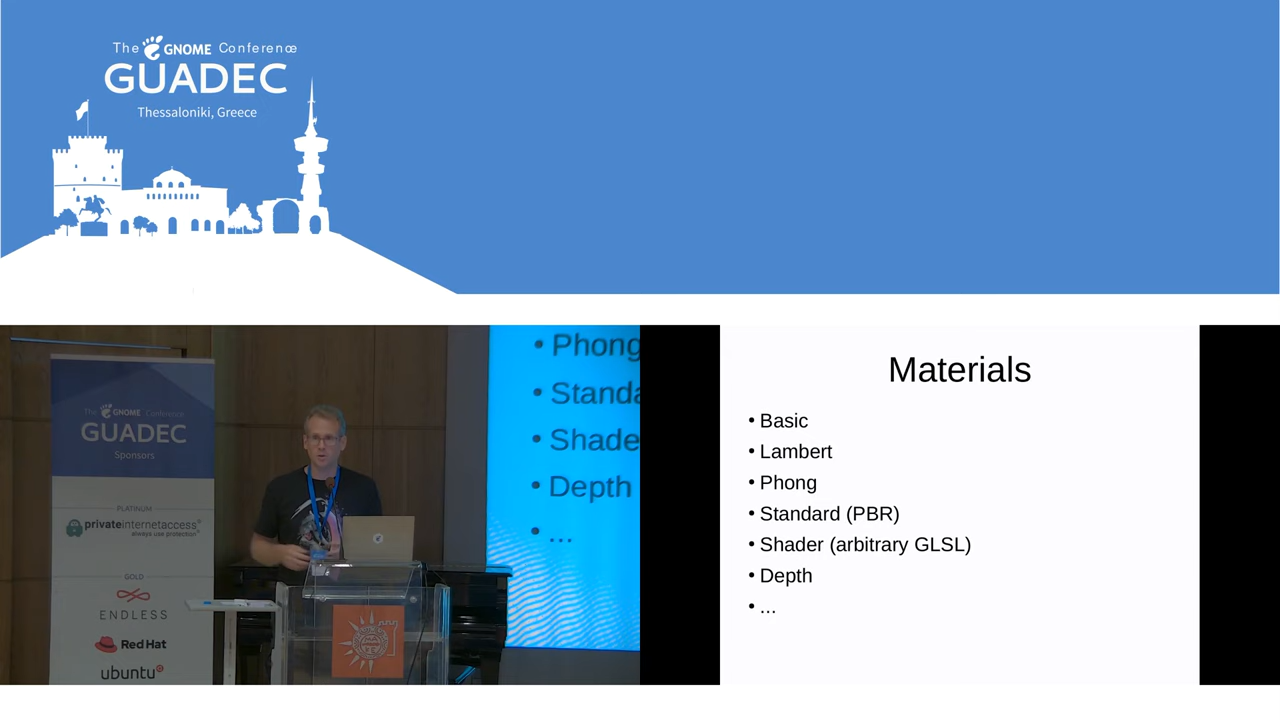 The GNOME Conference
GUADEC
Thessaloniki, Greece
The GNOME Conference
GUADEC
Sponsors
PLATINUM
privateinternetaccess®
always use protection®
GOLD
ENDLESS
Red Hat
ubuntu
• Phong
• Standa
• Shade
• Depth
• ...
Materials
• Basic
• Lambert
• Phong
• Standard (PBR)
• Shader (arbitrary GLSL)
• Depth
• ...